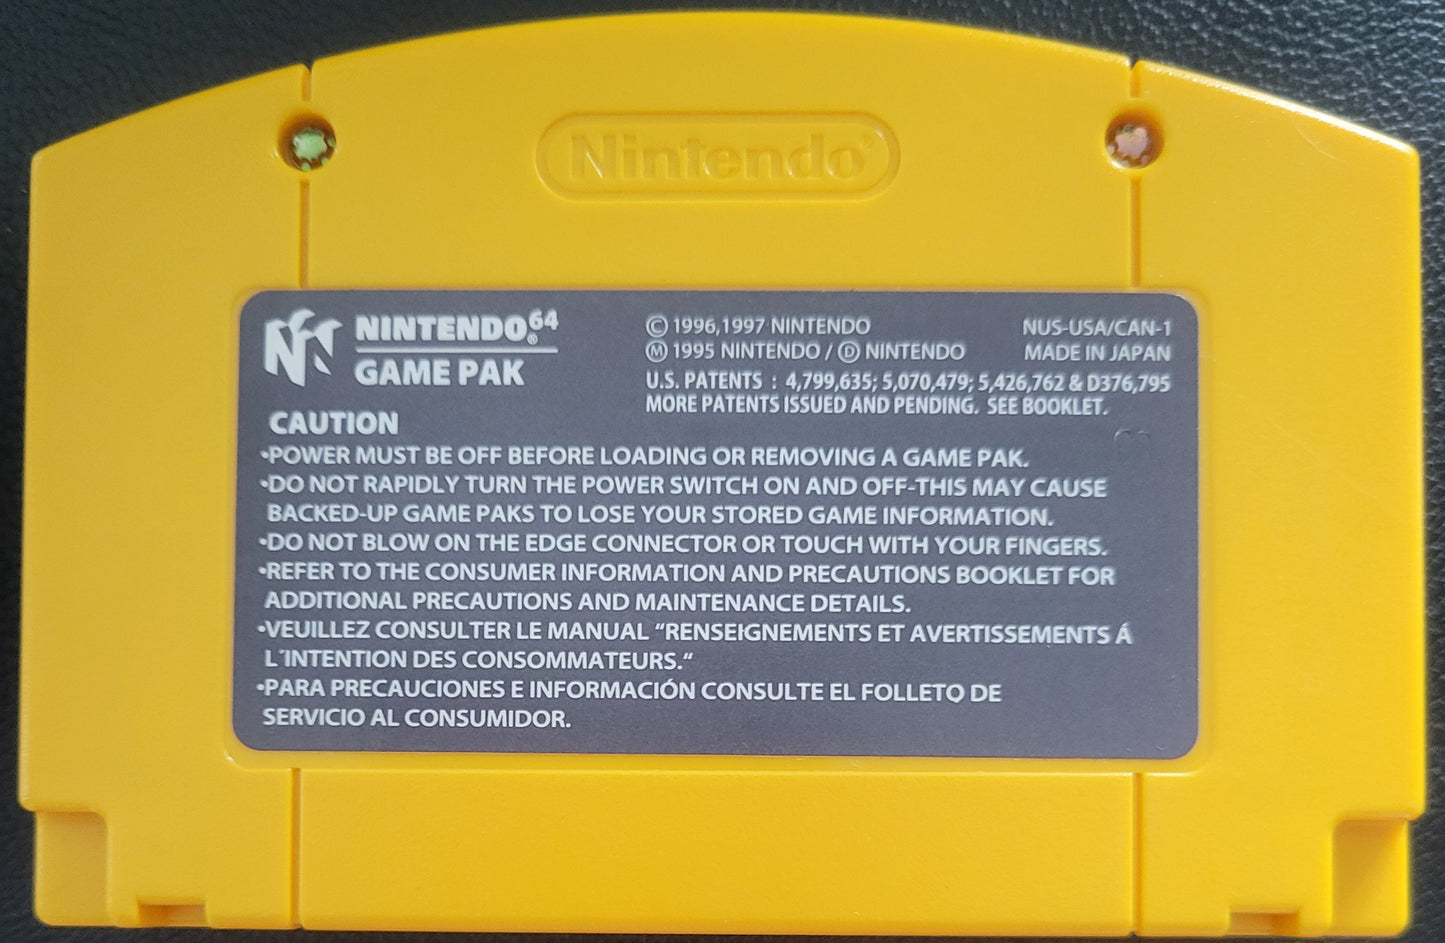 Nintendo®
NINTENDO®64
GAME PAK
© 1996,1997 NINTENDO
NUS-USA/CAN-1
Ⓜ 1995 NINTENDO / Ⓓ NINTENDO
MADE IN JAPAN
U.S. PATENTS : 4,799,635; 5,070,479; 5,426,762 & D376,795
MORE PATENTS ISSUED AND PENDING. SEE BOOKLET.
CAUTION
•POWER MUST BE OFF BEFORE LOADING OR REMOVING A GAME PAK.
•DO NOT RAPIDLY TURN THE POWER SWITCH ON AND OFF-THIS MAY CAUSE
BACKED-UP GAME PAKS TO LOSE YOUR STORED GAME INFORMATION.
•DO NOT BLOW ON THE EDGE CONNECTOR OR TOUCH WITH YOUR FINGERS.
•REFER TO THE CONSUMER INFORMATION AND PRECAUTIONS BOOKLET FOR
ADDITIONAL PRECAUTIONS AND MAINTENANCE DETAILS.
•VEUILLEZ CONSULTER LE MANUAL "RENSEIGNEMENTS ET AVERTISSEMENTS Á
L'INTENTION DES CONSOMMATEURS."
•PARA PRECAUCIONES E INFORMACIÓN CONSULTE EL FOLLETO DE
SERVICIO AL CONSUMIDOR.